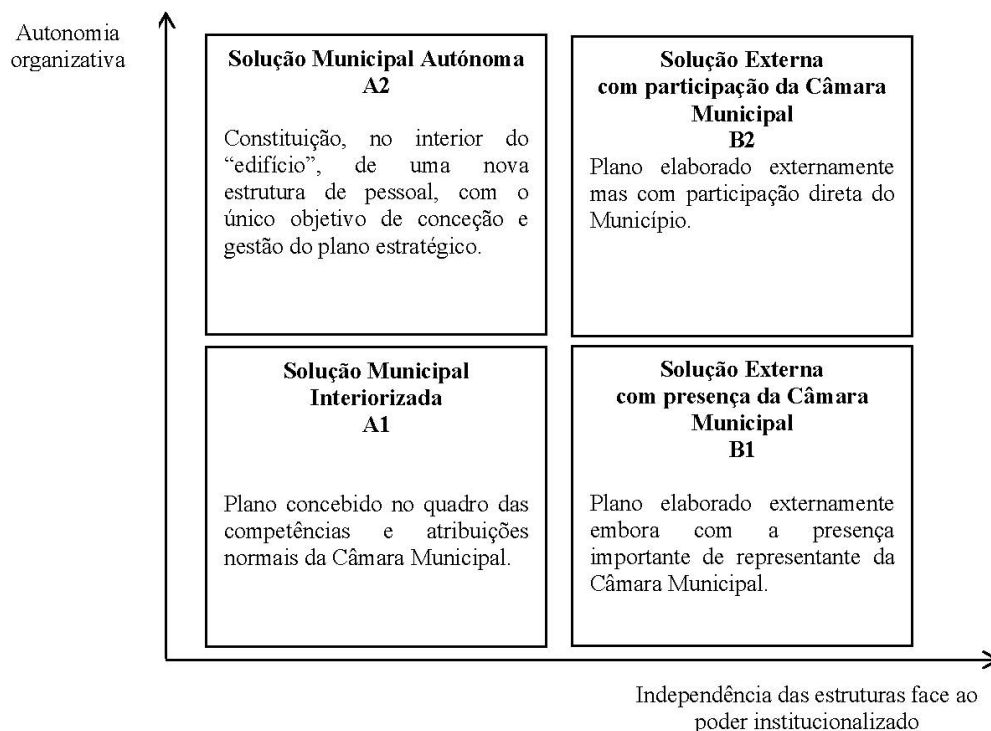 Autonomia
organizativa
Solução Municipal Autónoma
A2
Constituição, no interior do
“edifício”, de uma nova
estrutura de pessoal, com o
único objetivo de conceção e
gestão do plano estratégico.
Solução Externa
com participação da Câmara
Municipal
B2
Plano elaborado externamente
mas com participação direta do
Município.
Solução Municipal
Interiorizada
A1
Plano concebido no quadro das
competências e atribuições
normais da Câmara Municipal.
Solução Externa
com presença da Câmara
Municipal
B1
Plano elaborado externamente
embora com a presença
importante de representante da
Câmara Municipal.
Independência das estruturas face ao
poder institucionalizado